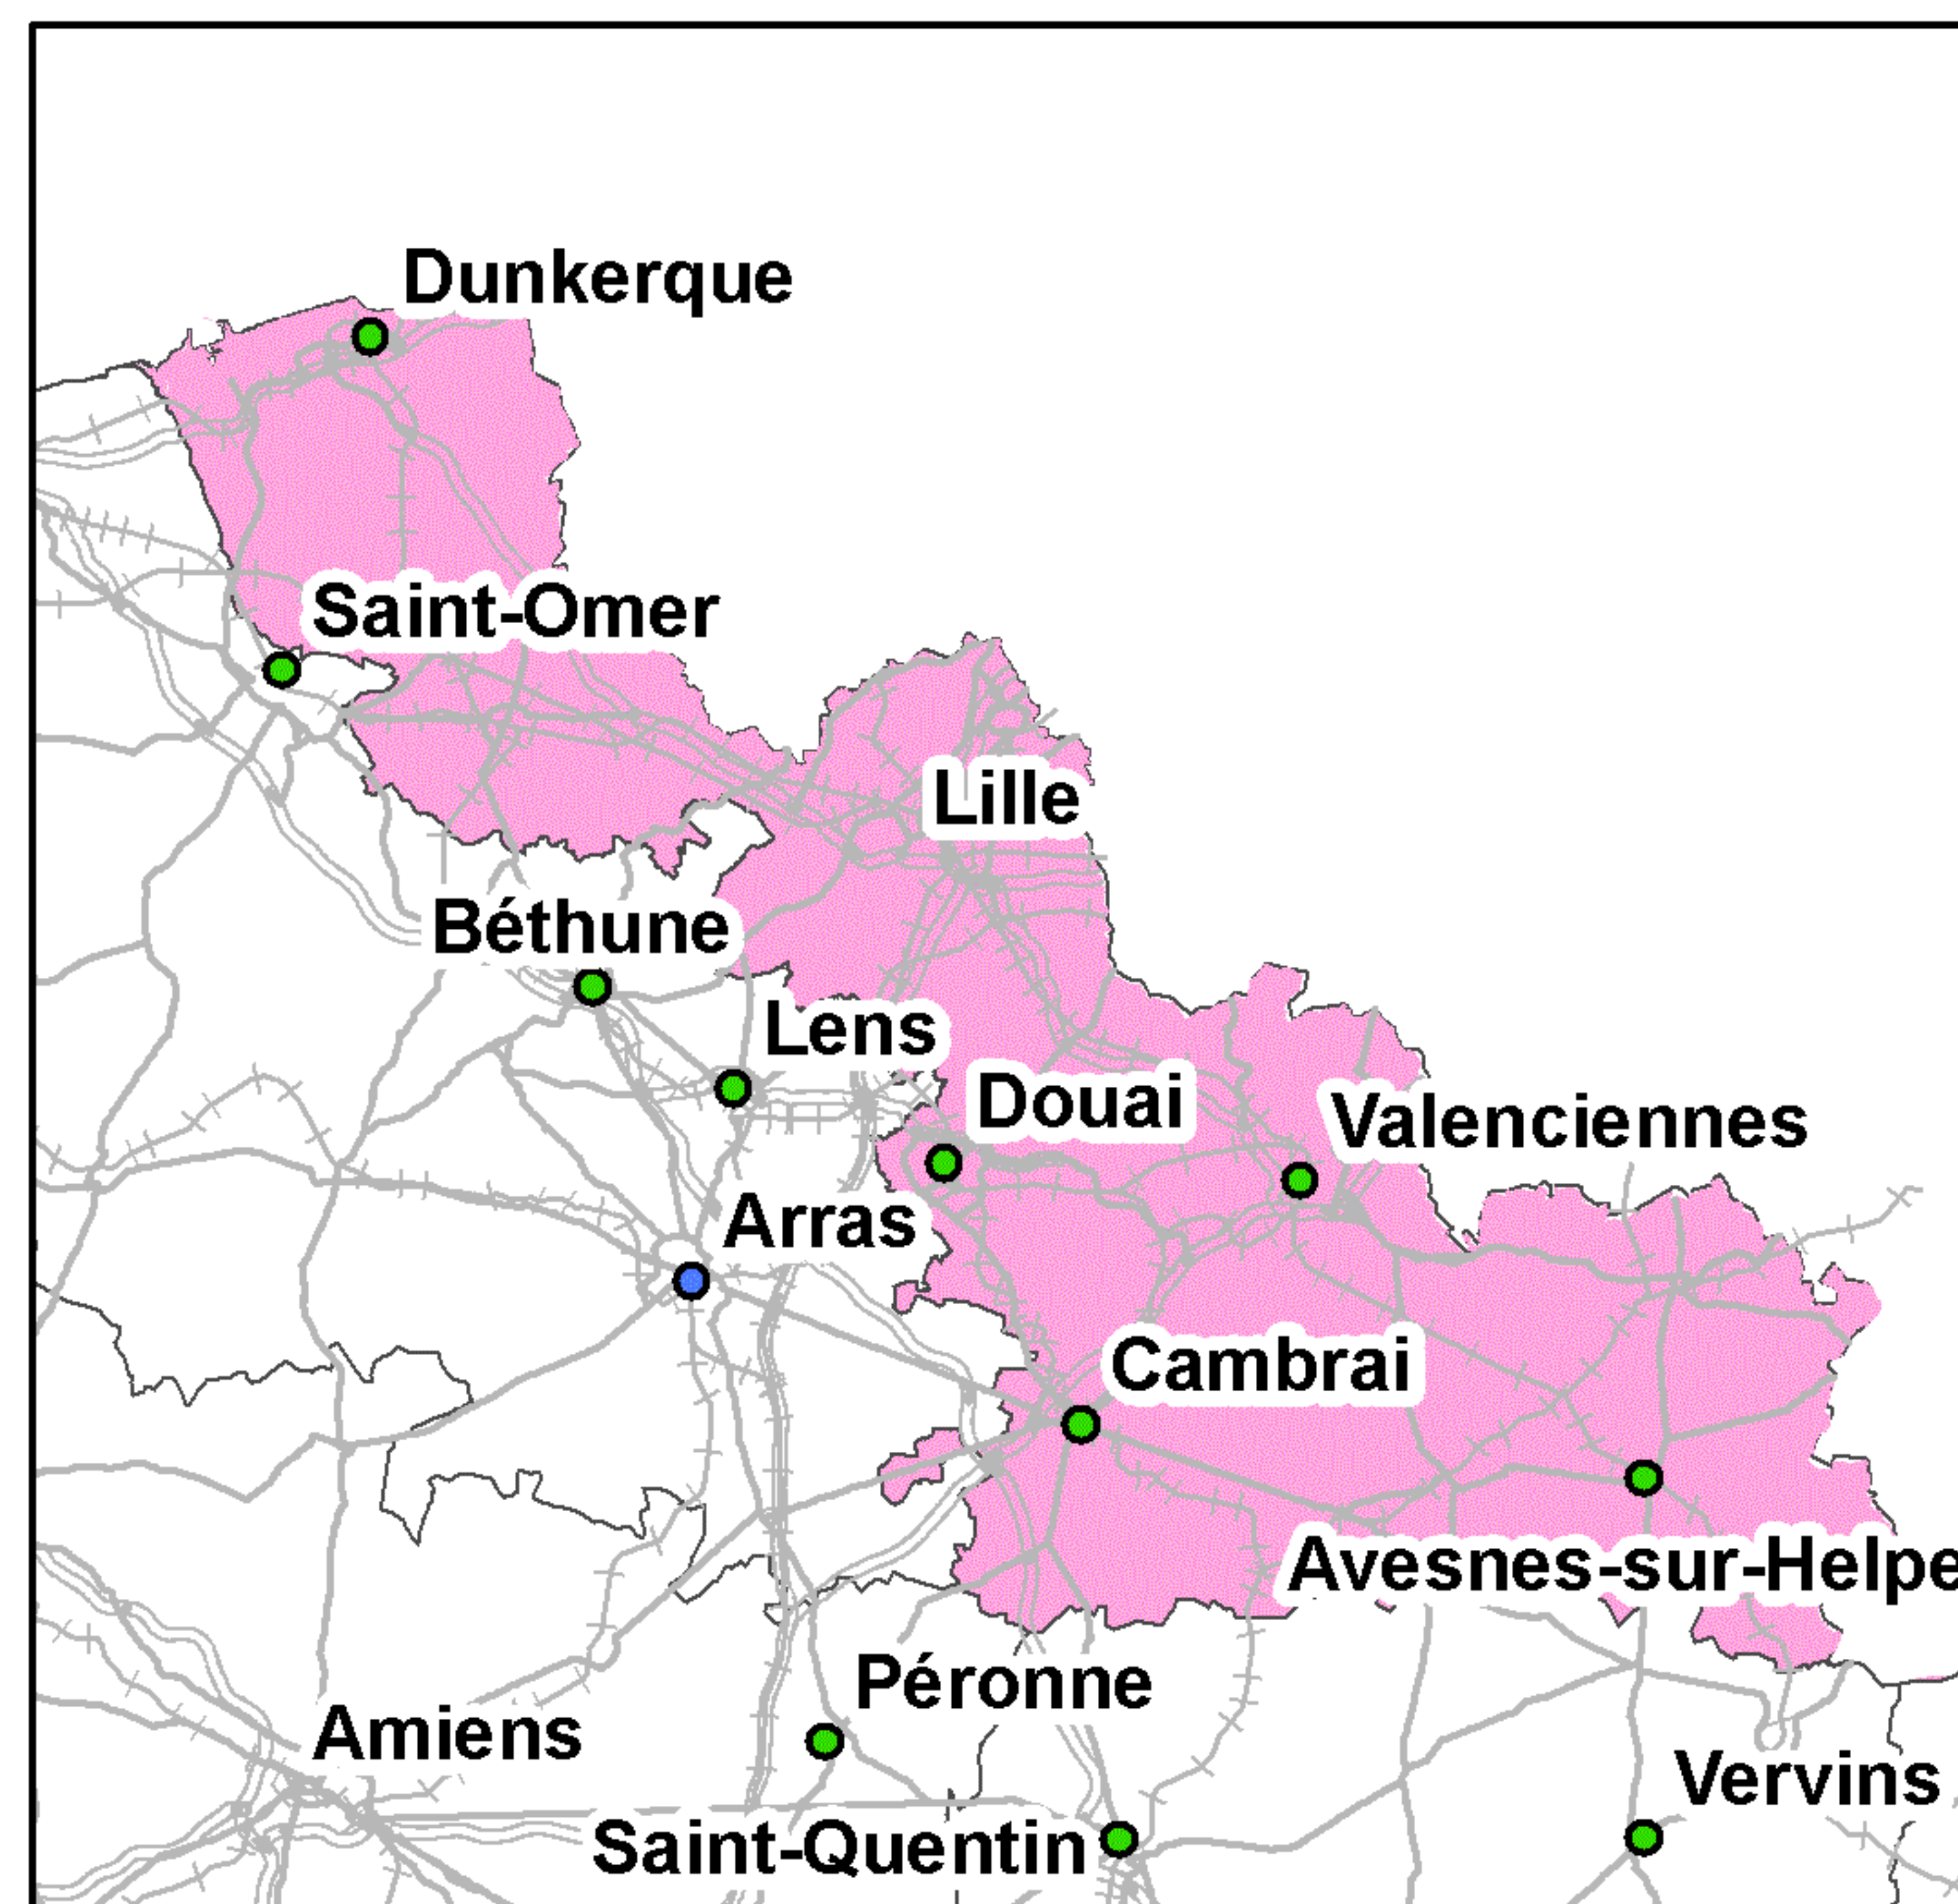 Dunkerque
Saint-Omer
Lille
Béthune
Lens
Douai
Valenciennes
Arras
Cambrai
Avesnes-sur-Helpe
Péronne
Amiens
Vervins
Saint-Quentin